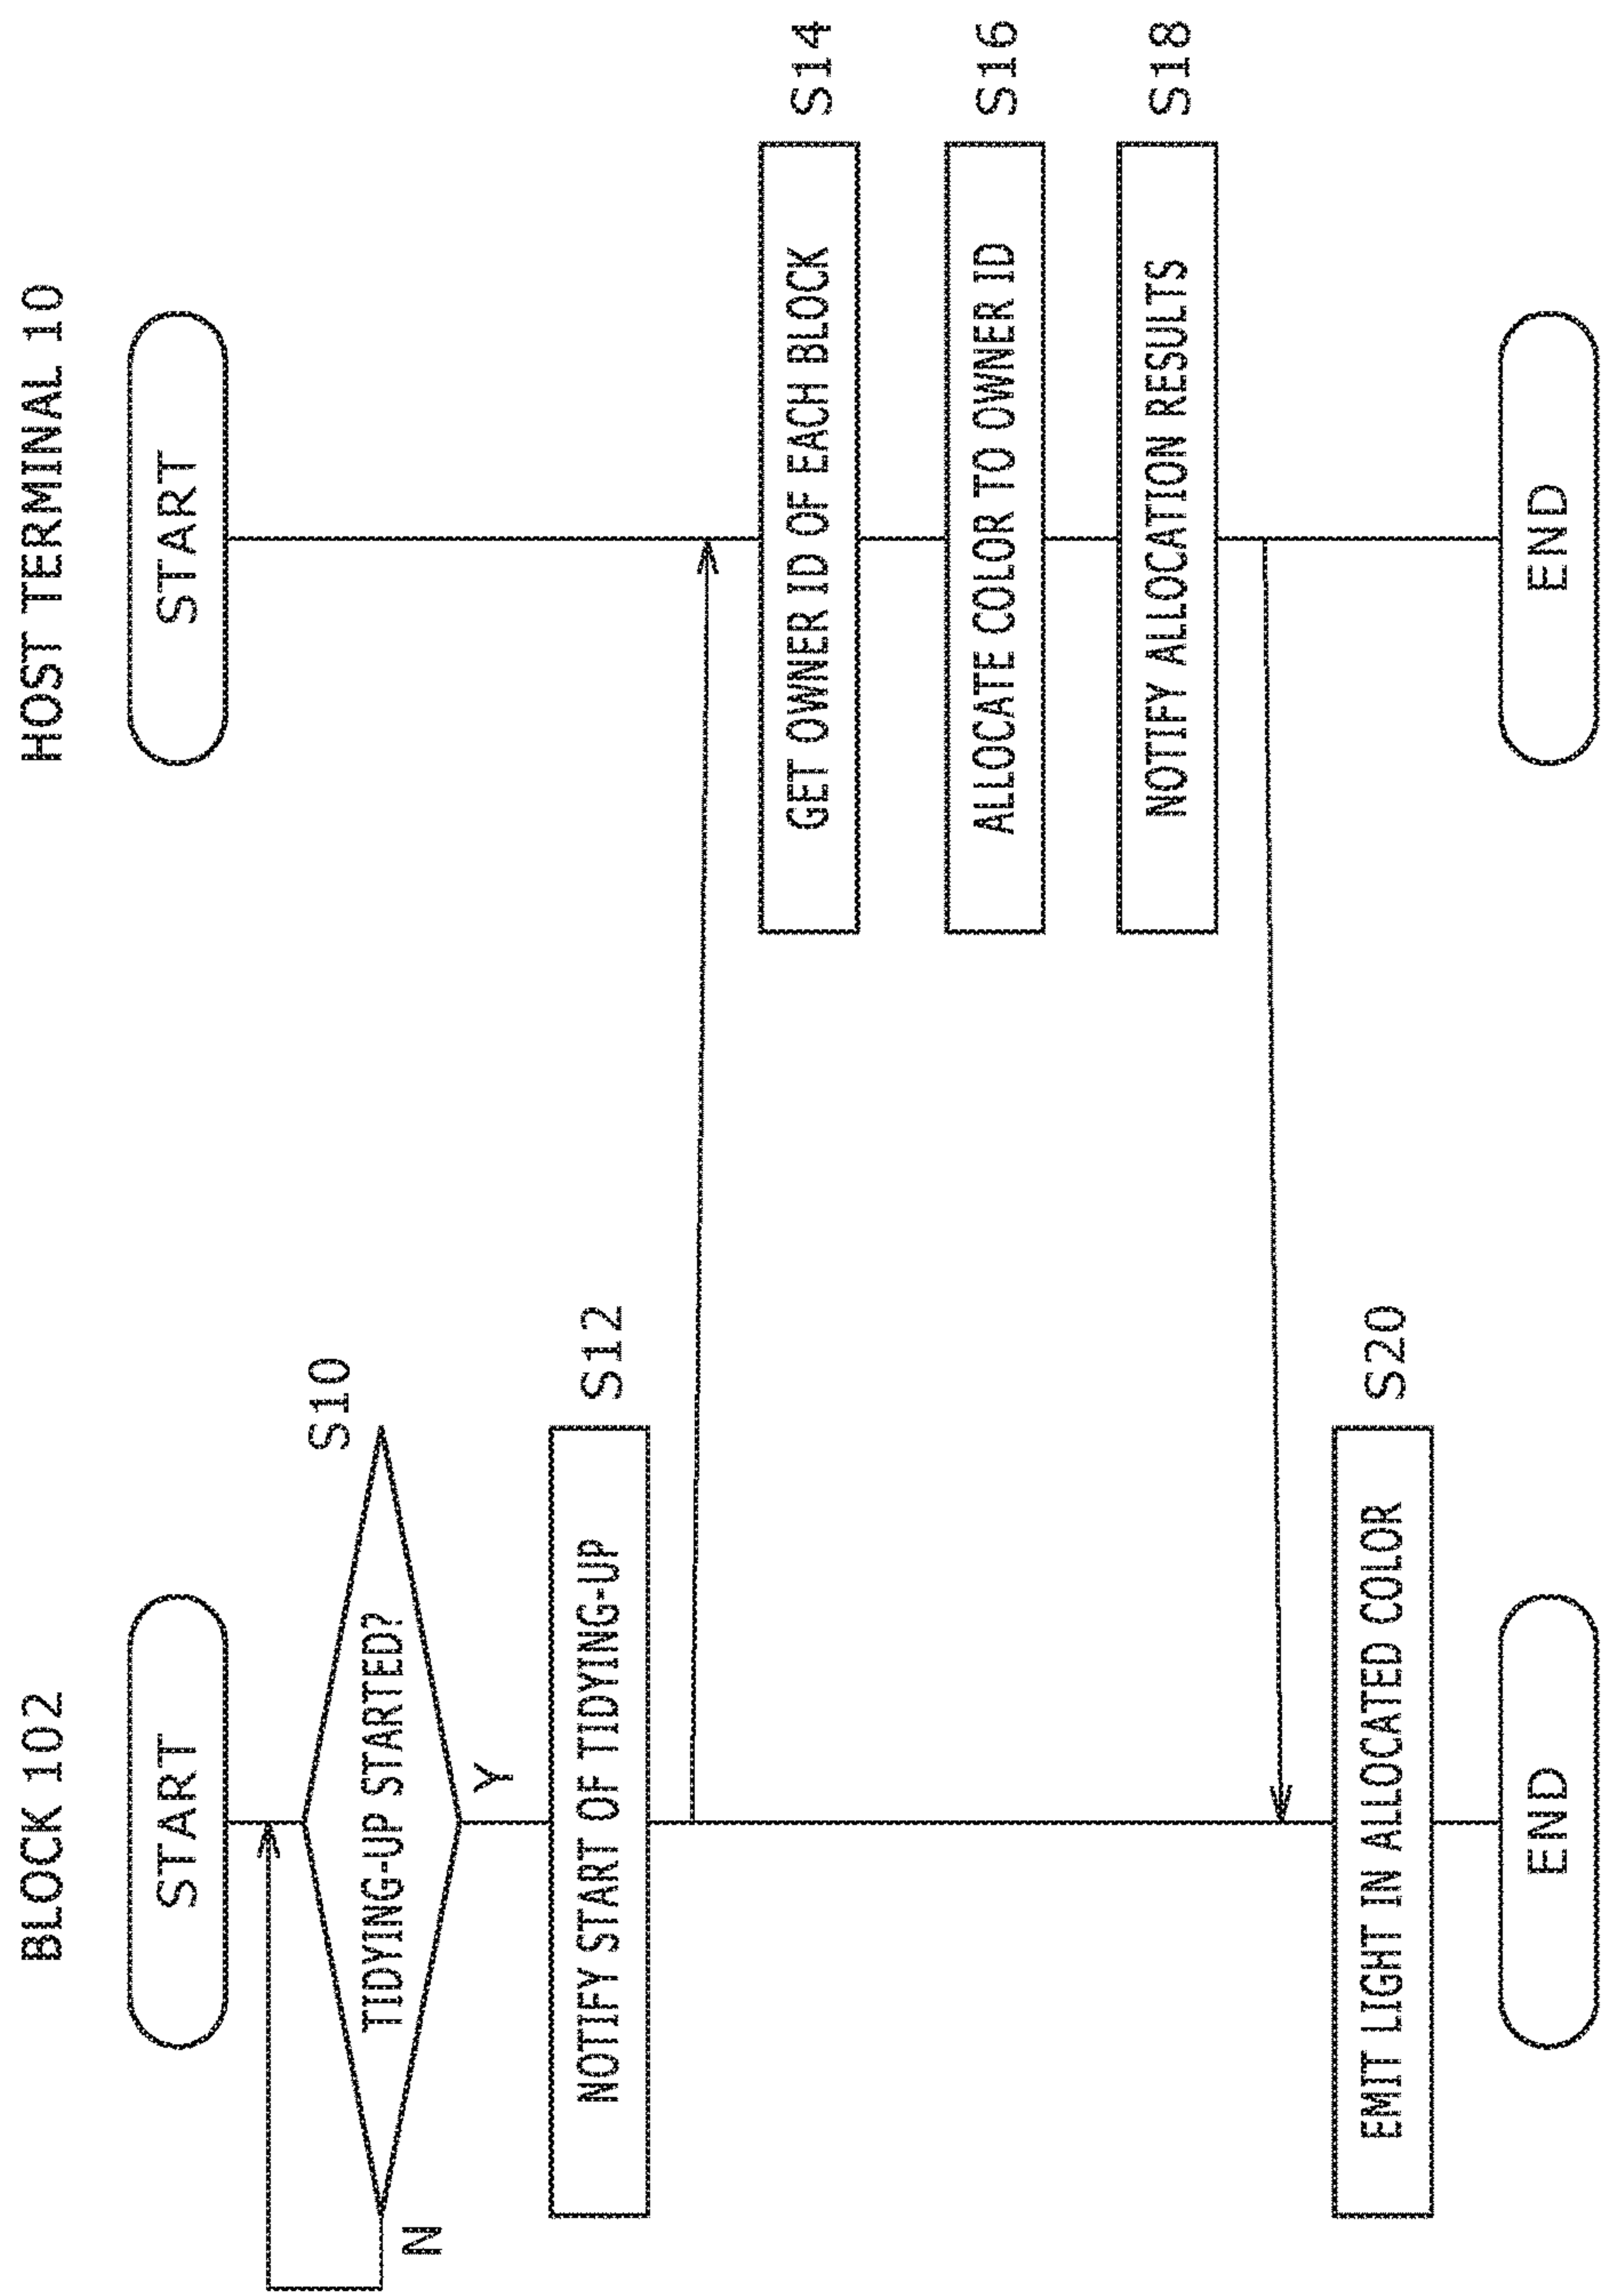 BLOCK 102
START
TIDYING-UP STARTED?
S10
N
Y
NOTIFY START OF TIDYING-UP
S12
EMIT LIGHT IN ALLOCATED COLOR
S20
END
HOST TERMINAL 10
START
GET OWNER ID OF EACH BLOCK
S14
ALLOCATE COLOR TO OWNER ID
S16
NOTIFY ALLOCATION RESULTS
S18
END